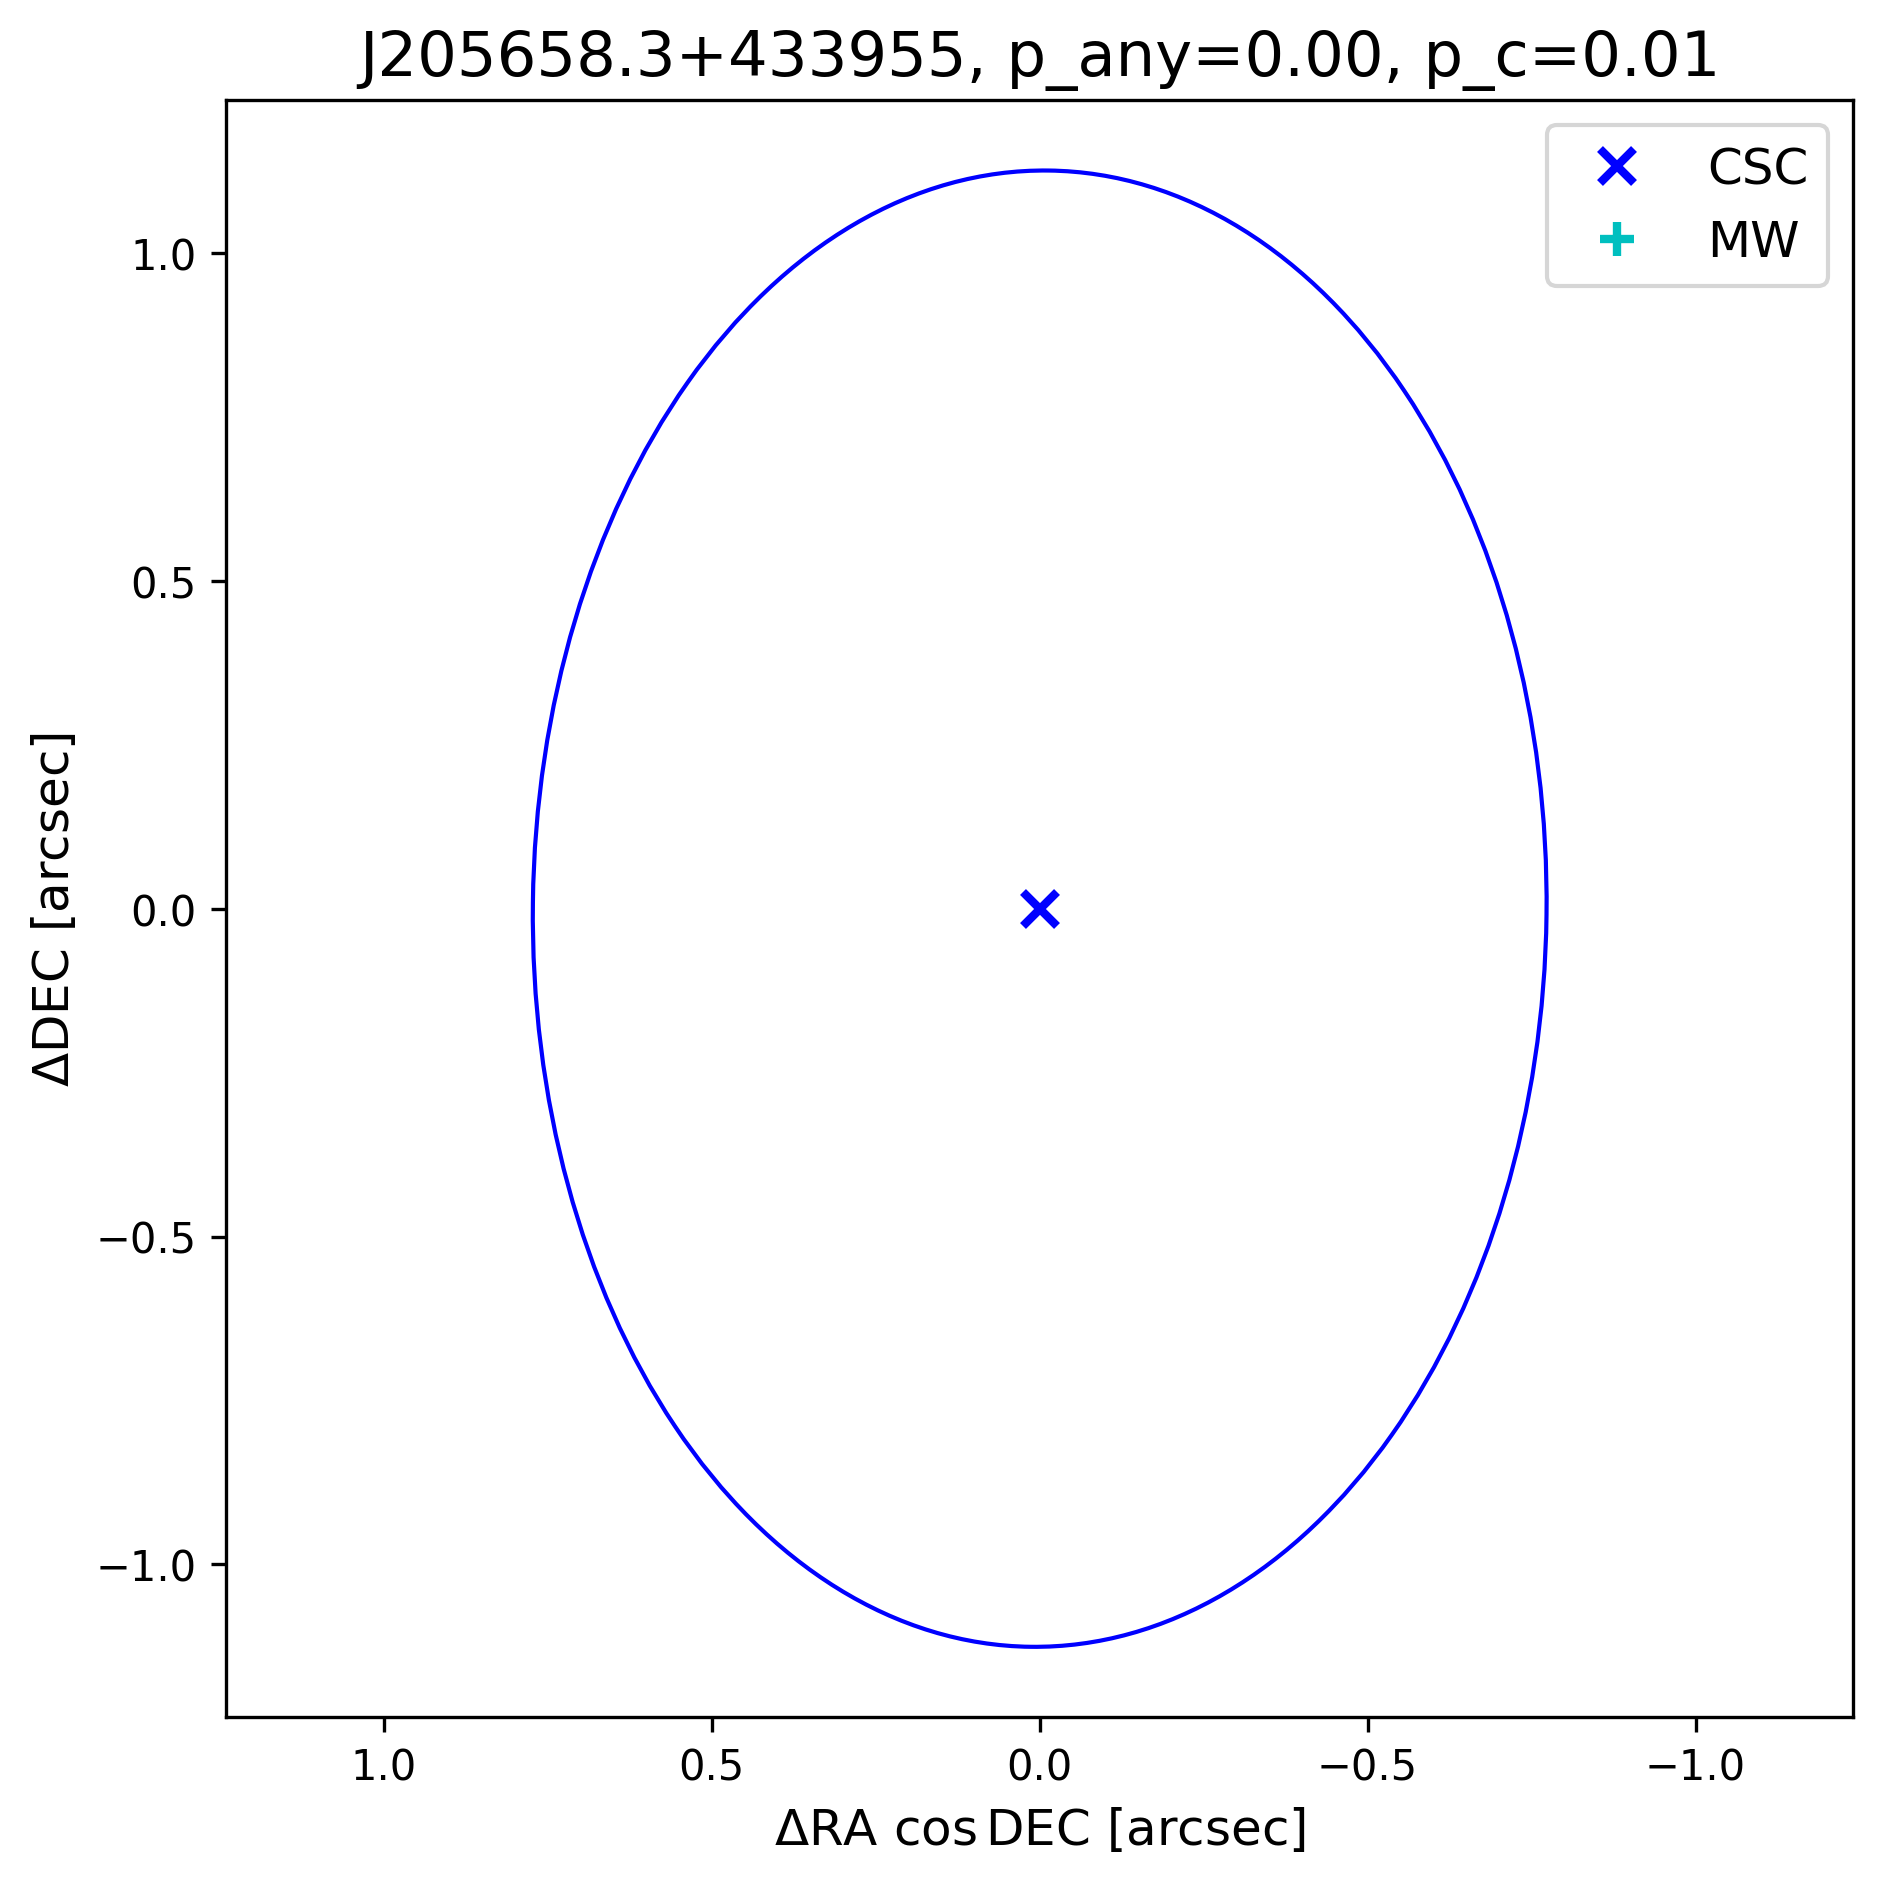 J205658.3+433955, p_any=0.00, p_c=0.01
CSC
MW
1.0
0.5
0.0
−0.5
−1.0
ΔDEC [arcsec]
1.0 0.5 0.0 −0.5 −1.0
ΔRA cos DEC [arcsec]